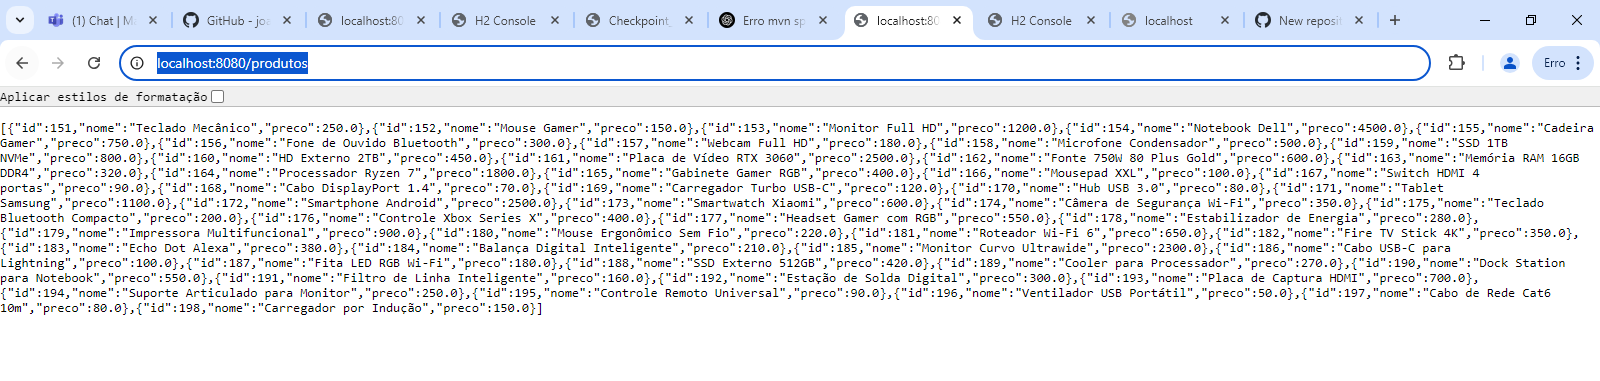 (1) Chat | M
GitHub - joa
localhost:80
H2 Console
Checkpoint
Erro mvn sp
localhost:80
H2 Console
localhost
New reposit
localhost:8080/produtos
Erro
Aplicar estilos de formatação
[{"id":151,"nome":"Teclado Mecânico","preco":250.0},{"id":152,"nome":"Mouse Gamer","preco":150.0},{"id":153,"nome":"Monitor Full HD","preco":1200.0},{"id":154,"nome":"Notebook Dell","preco":4500.0},{"id":155,"nome":"Cadeira
Gamer","preco":750.0},{"id":156,"nome":"Fone de Ouvido Bluetooth","preco":300.0},{"id":157,"nome":"Webcam Full HD","preco":180.0},{"id":158,"nome":"Microfone Condensador","preco":500.0},{"id":159,"nome":"SSD 1TB
NVMe","preco":800.0},{"id":160,"nome":"HD Externo 2TB","preco":450.0},{"id":161,"nome":"Placa de Vídeo RTX 3060","preco":2500.0},{"id":162,"nome":"Fonte 750W 80 Plus Gold","preco":600.0},{"id":163,"nome":"Memória RAM 16GB
DDR4","preco":320.0},{"id":164,"nome":"Processador Ryzen 7","preco":1800.0},{"id":165,"nome":"Gabinete Gamer RGB","preco":400.0},{"id":166,"nome":"Mousepad XXL","preco":100.0},{"id":167,"nome":"Switch HDMI 4
portas","preco":90.0},{"id":168,"nome":"Cabo DisplayPort 1.4","preco":70.0},{"id":169,"nome":"Carregador Turbo USB-C","preco":120.0},{"id":170,"nome":"Hub USB 3.0","preco":80.0},{"id":171,"nome":"Tablet
Samsung","preco":1100.0},{"id":172,"nome":"Smartphone Android","preco":2500.0},{"id":173,"nome":"Smartwatch Xiaomi","preco":600.0},{"id":174,"nome":"Câmera de Segurança Wi-Fi","preco":350.0},{"id":175,"nome":"Teclado
Bluetooth Compacto","preco":200.0},{"id":176,"nome":"Controle Xbox Series X","preco":400.0},{"id":177,"nome":"Headset Gamer com RGB","preco":550.0},{"id":178,"nome":"Estabilizador de Energia","preco":280.0},
{"id":179,"nome":"Impressora Multifuncional","preco":900.0},{"id":180,"nome":"Mouse Ergonômico Sem Fio","preco":220.0},{"id":181,"nome":"Roteador Wi-Fi 6","preco":650.0},{"id":182,"nome":"Fire TV Stick 4K","preco":350.0},
{"id":183,"nome":"Echo Dot Alexa","preco":380.0},{"id":184,"nome":"Balança Digital Inteligente","preco":210.0},{"id":185,"nome":"Monitor Curvo Ultrawide","preco":2300.0},{"id":186,"nome":"Cabo USB-C para
Lightning","preco":100.0},{"id":187,"nome":"Fita LED RGB Wi-Fi","preco":180.0},{"id":188,"nome":"SSD Externo 512GB","preco":420.0},{"id":189,"nome":"Cooler para Processador","preco":270.0},{"id":190,"nome":"Dock Station
para Notebook","preco":550.0},{"id":191,"nome":"Filtro de Linha Inteligente","preco":160.0},{"id":192,"nome":"Estação de Solda Digital","preco":300.0},{"id":193,"nome":"Placa de Captura HDMI","preco":700.0},
{"id":194,"nome":"Suporte Articulado para Monitor","preco":250.0},{"id":195,"nome":"Controle Remoto Universal","preco":90.0},{"id":196,"nome":"Ventilador USB Portátil","preco":50.0},{"id":197,"nome":"Cabo de Rede Cat6
10m","preco":80.0},{"id":198,"nome":"Carregador por Indução","preco":150.0}]